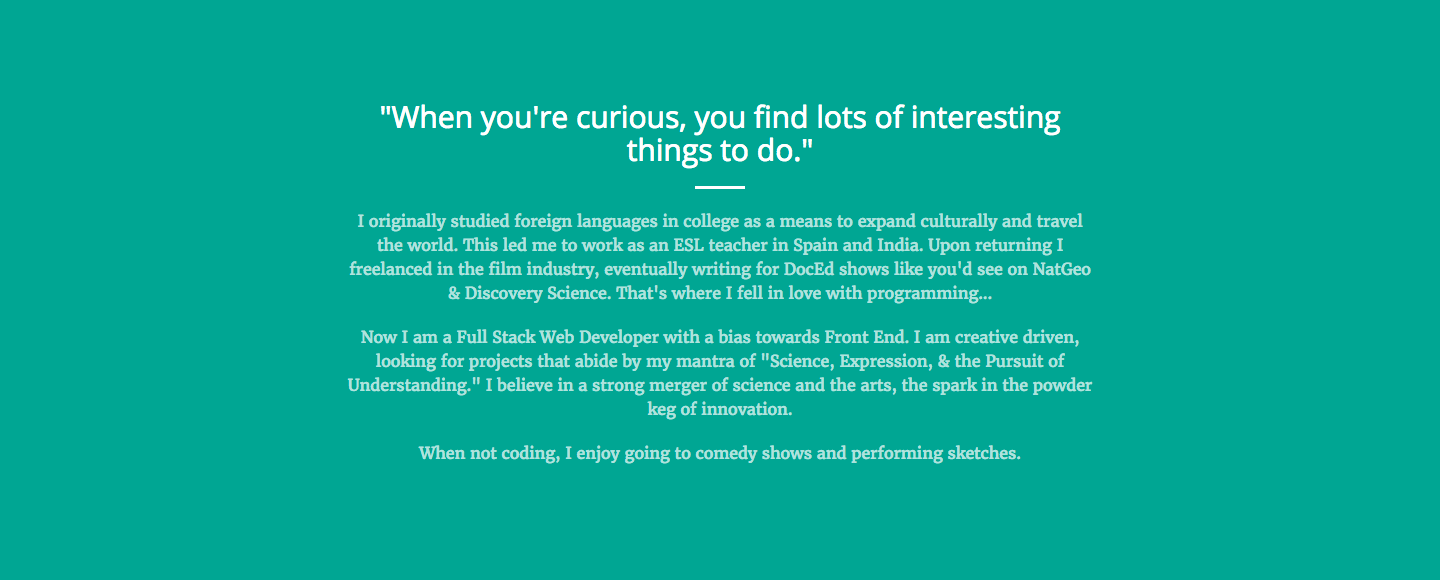 "When you're curious, you find lots of interesting
things to do."
I originally studied foreign languages in college as a means to expand culturally and travel
the world. This led me to work as an ESL teacher in Spain and India. Upon returning I
freelanced in the film industry, eventually writing for DocEd shows like you'd see on NatGeo
& Discovery Science. That's where I fell in love with programming...
Now I am a Full Stack Web Developer with a bias towards Front End. I am creative driven,
looking for projects that abide by my mantra of "Science, Expression, & the Pursuit of
Understanding." I believe in a strong merger of science and the arts, the spark in the powder
keg of innovation.
When not coding, I enjoy going to comedy shows and performing sketches.